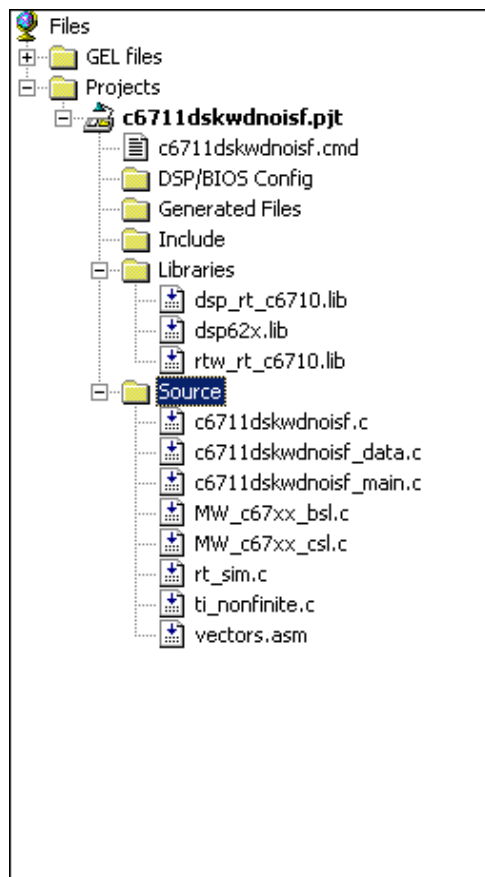 Files
GEL files
Projects
c6711dskwdnoisf.pjt
c6711dskwdnoisf.cmd
DSP/BIOS Config
Generated Files
Include
Libraries
dsp_rt_c6710.lib
dsp62x.lib
rtw_rt_c6710.lib
Source
c6711dskwdnoisf.c
c6711dskwdnoisf_data.c
c6711dskwdnoisf_main.c
MW_c67xx_bsl.c
MW_c67xx_csl.c
rt_sim.c
ti_nonfinite.c
vectors.asm